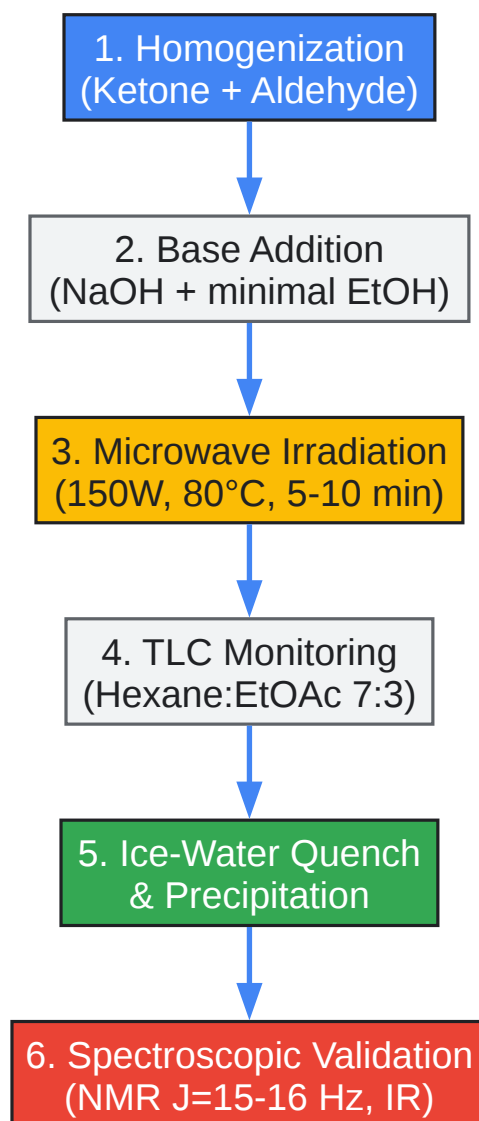 1. Homogenization
(Ketone + Aldehyde)
2. Base Addition
(NaOH + minimal EtOH)
3. Microwave Irradiation
(150W, 80°C, 5-10 min)
4. TLC Monitoring
(Hexane:EtOAc 7:3)
5. Ice-Water Quench
& Precipitation
6. Spectroscopic Validation
(NMR J=15-16 Hz, IR)